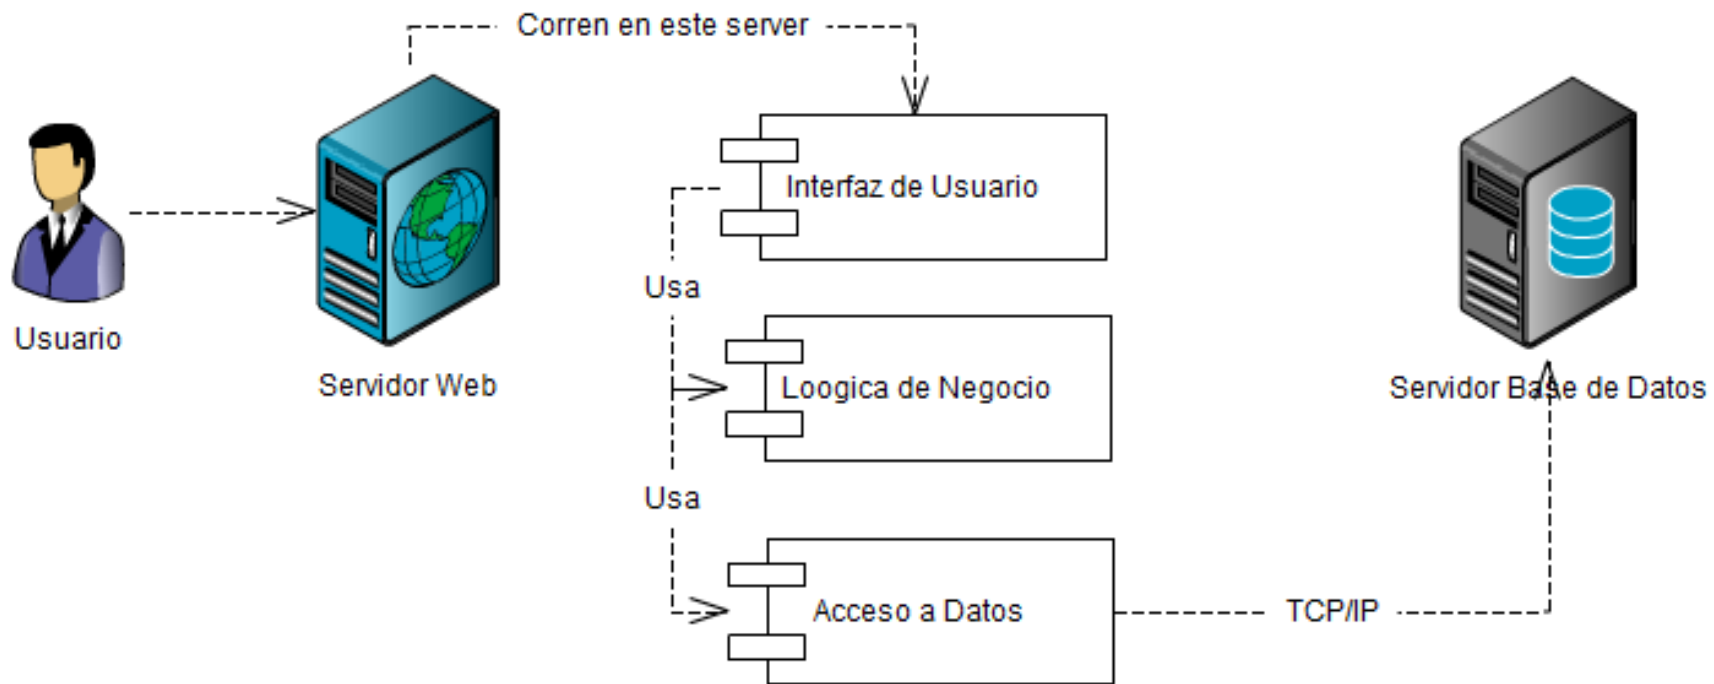 Corren en este server
Interfaz de Usuario
Usa
Usuario
Servidor Web
Loogica de Negocio
Servidor Base de Datos
Usa
Acceso a Datos
TCP/IP